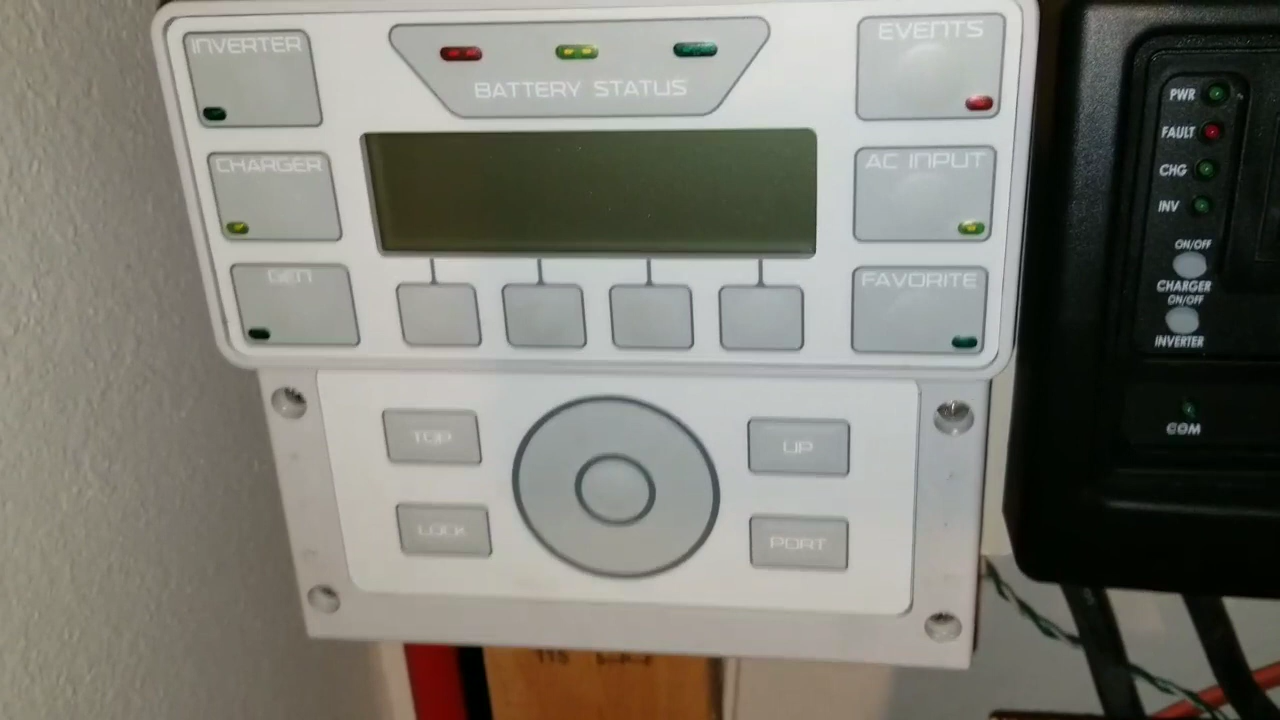 INVERTER
BATTERY STATUS
EVENTS
CHARGER
AC INPUT
GEN
FAVORITE
TOP
UP
LOCK
PORT
PWR
FAULT
CHG
INV
ON/OFF
CHARGER
ON/OFF
INVERTER
COM